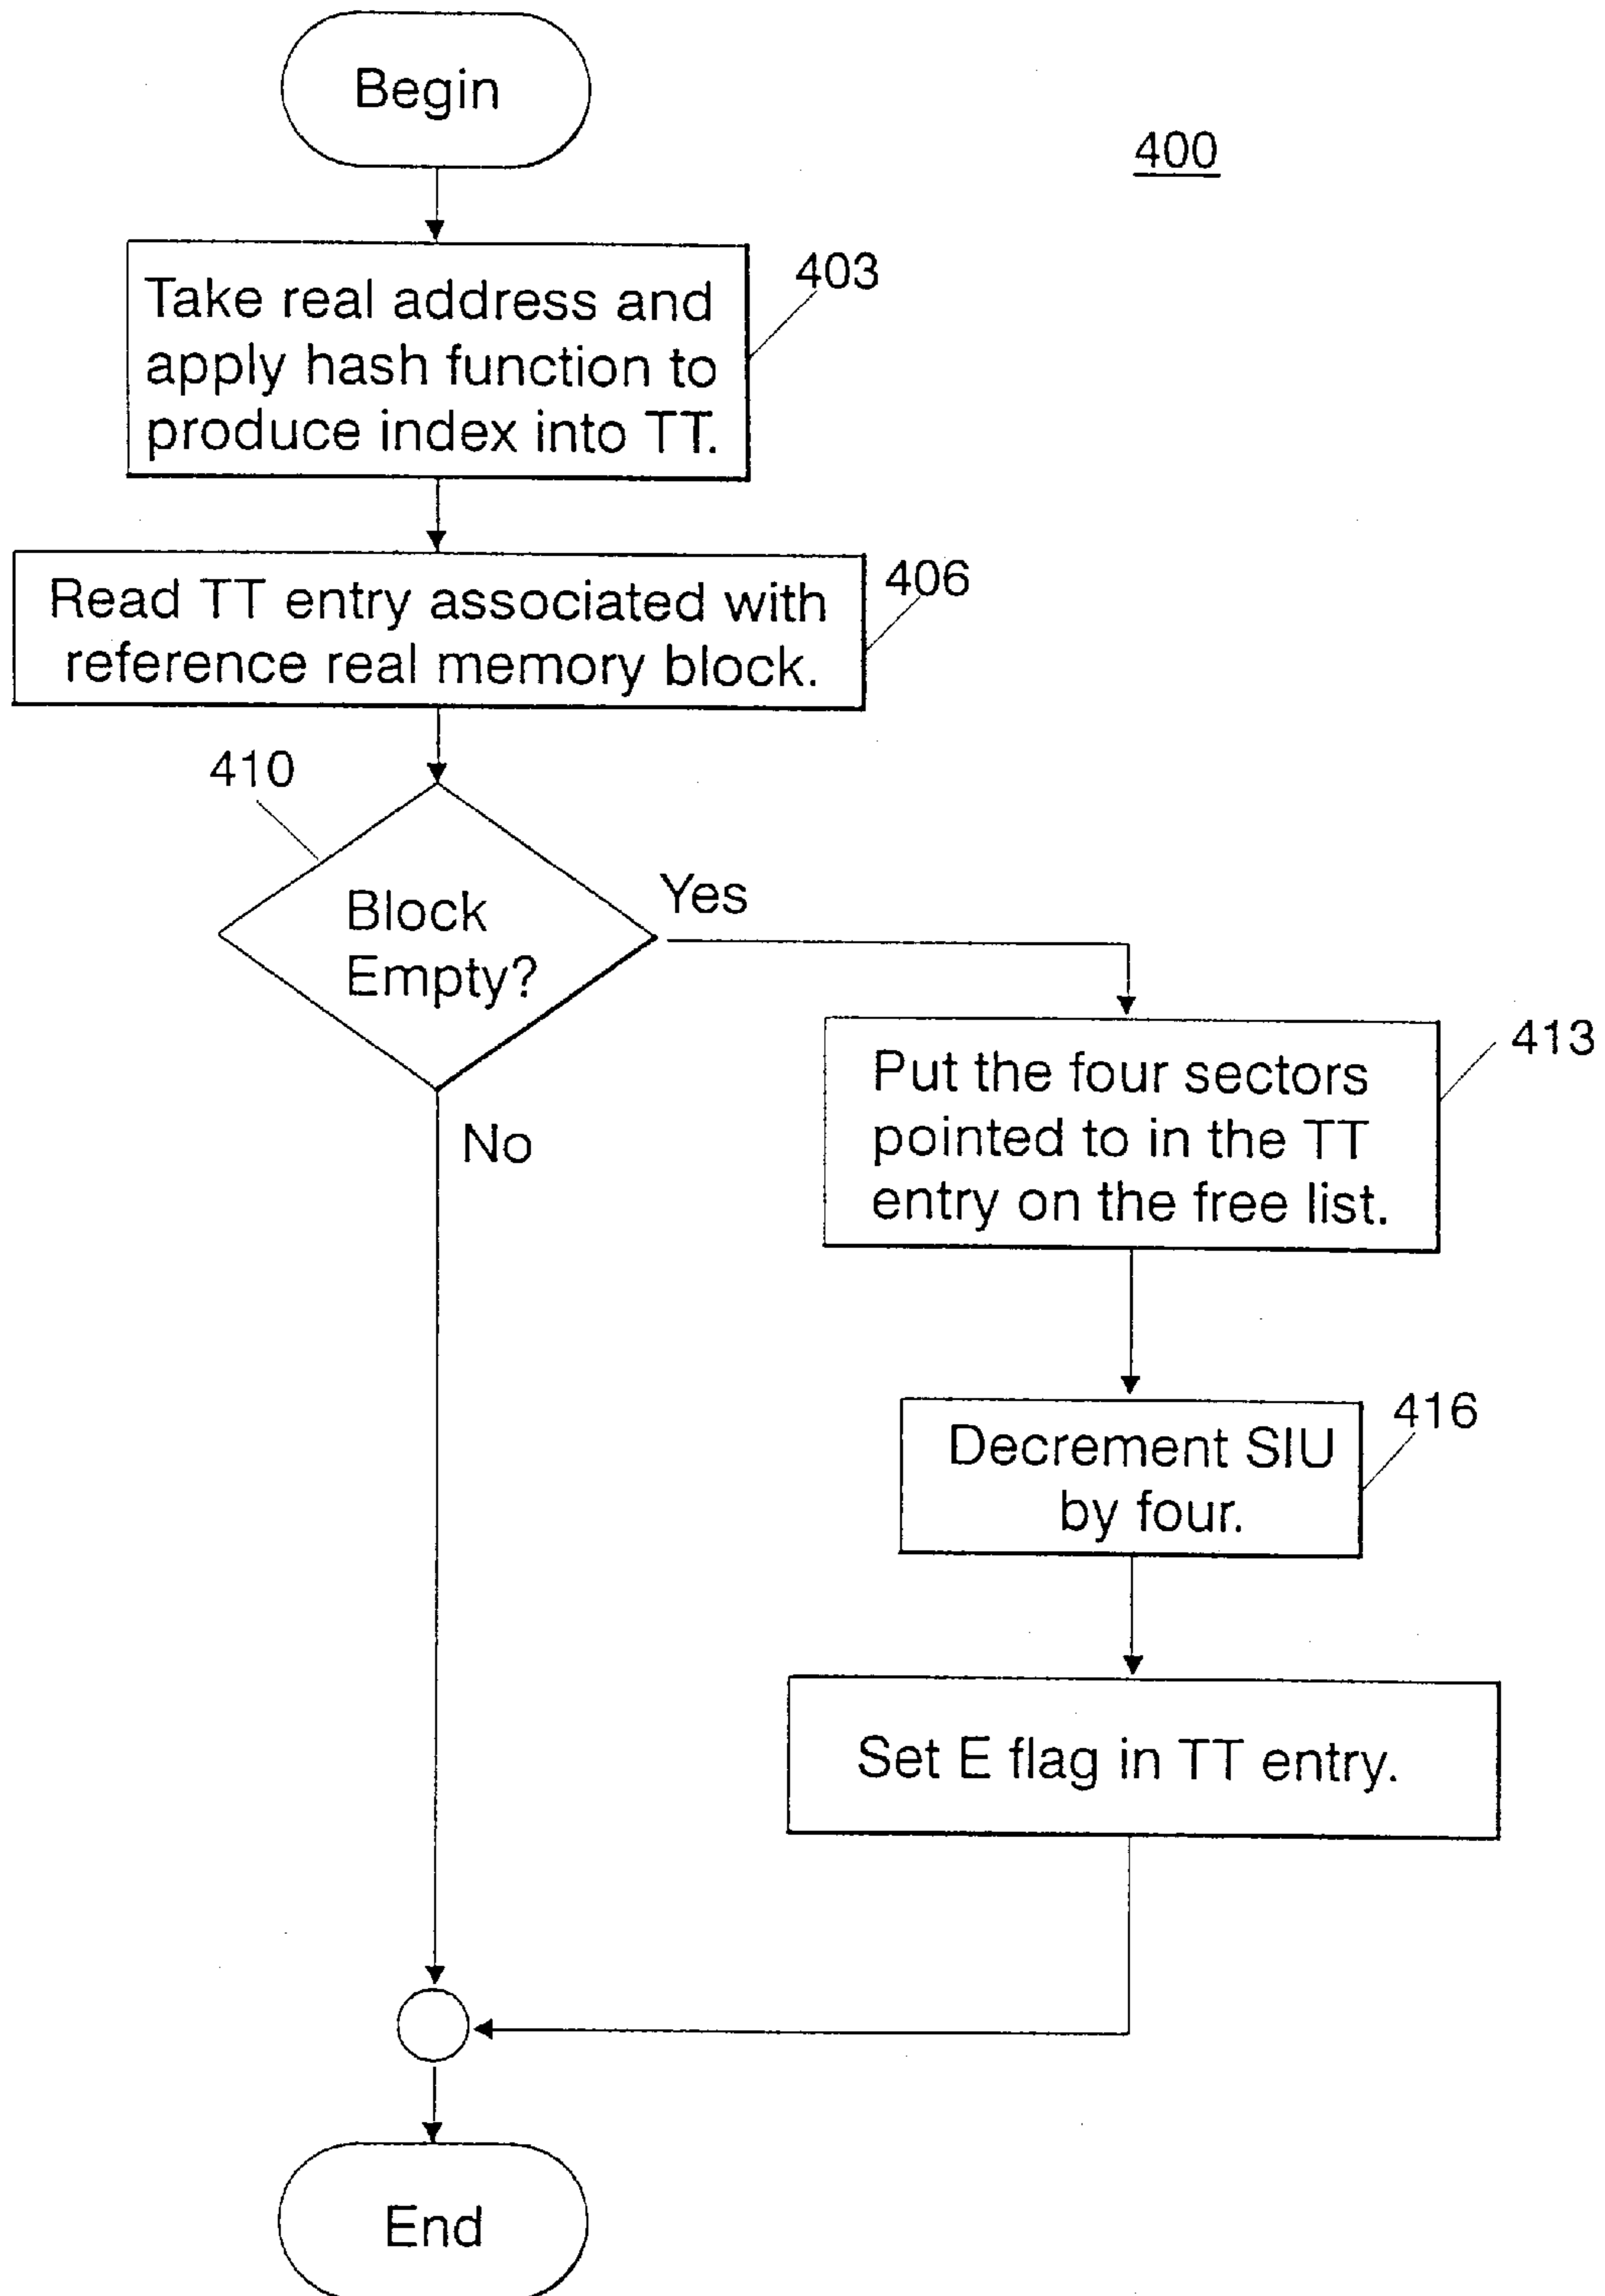 Begin
400
403
Take real address and
apply hash function to
produce index into TT.
406
Read TT entry associated with
reference real memory block.
410
Block
Empty?
Yes
No
413
Put the four sectors
pointed to in the TT
entry on the free list.
416
Decrement SIU
by four.
Set E flag in TT entry.
End